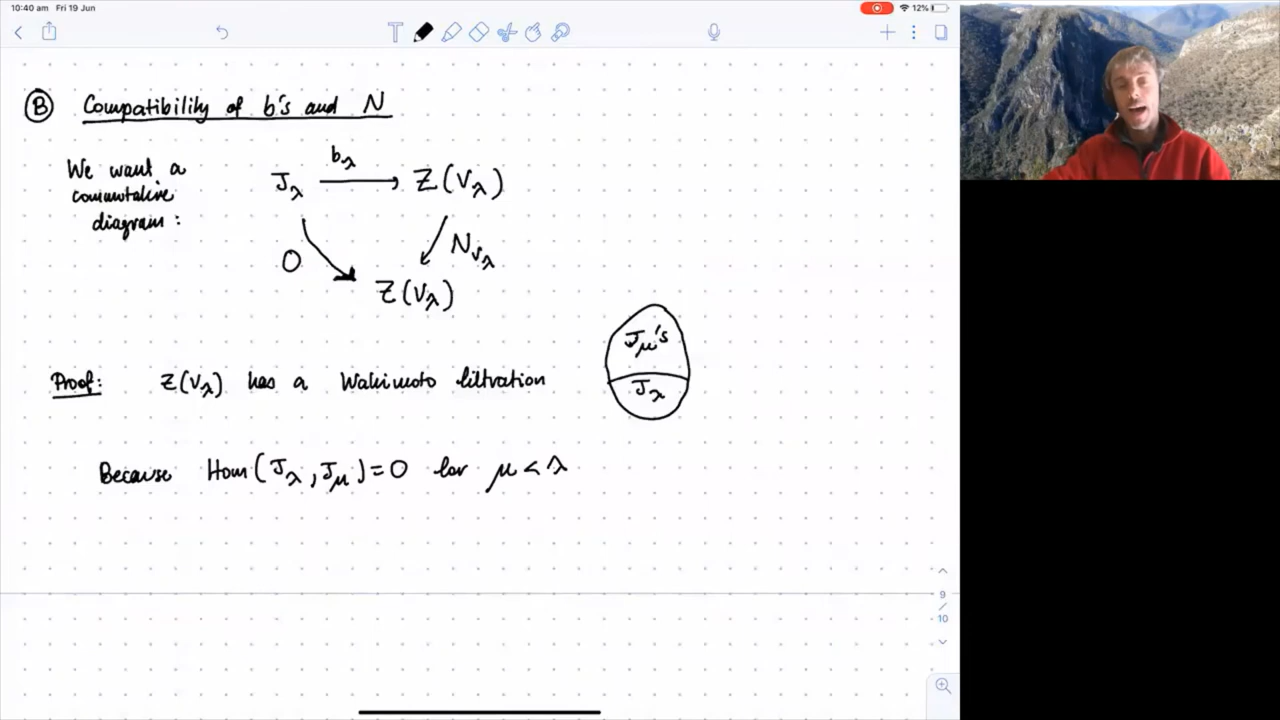 10:40 am Fri 19 Jun
12%
T
Ⓑ Compatibility of b's and N
We want a
commutative
diagram :
J_λ
b_λ
Z(V_λ)
0
N_{V_λ}
Z(V_λ)
J_μ's
J_λ
Proof: Z(V_λ) has a Wakimoto filtration
Because Hom(J_λ, J_μ) = 0 for μ < λ
9
/
10